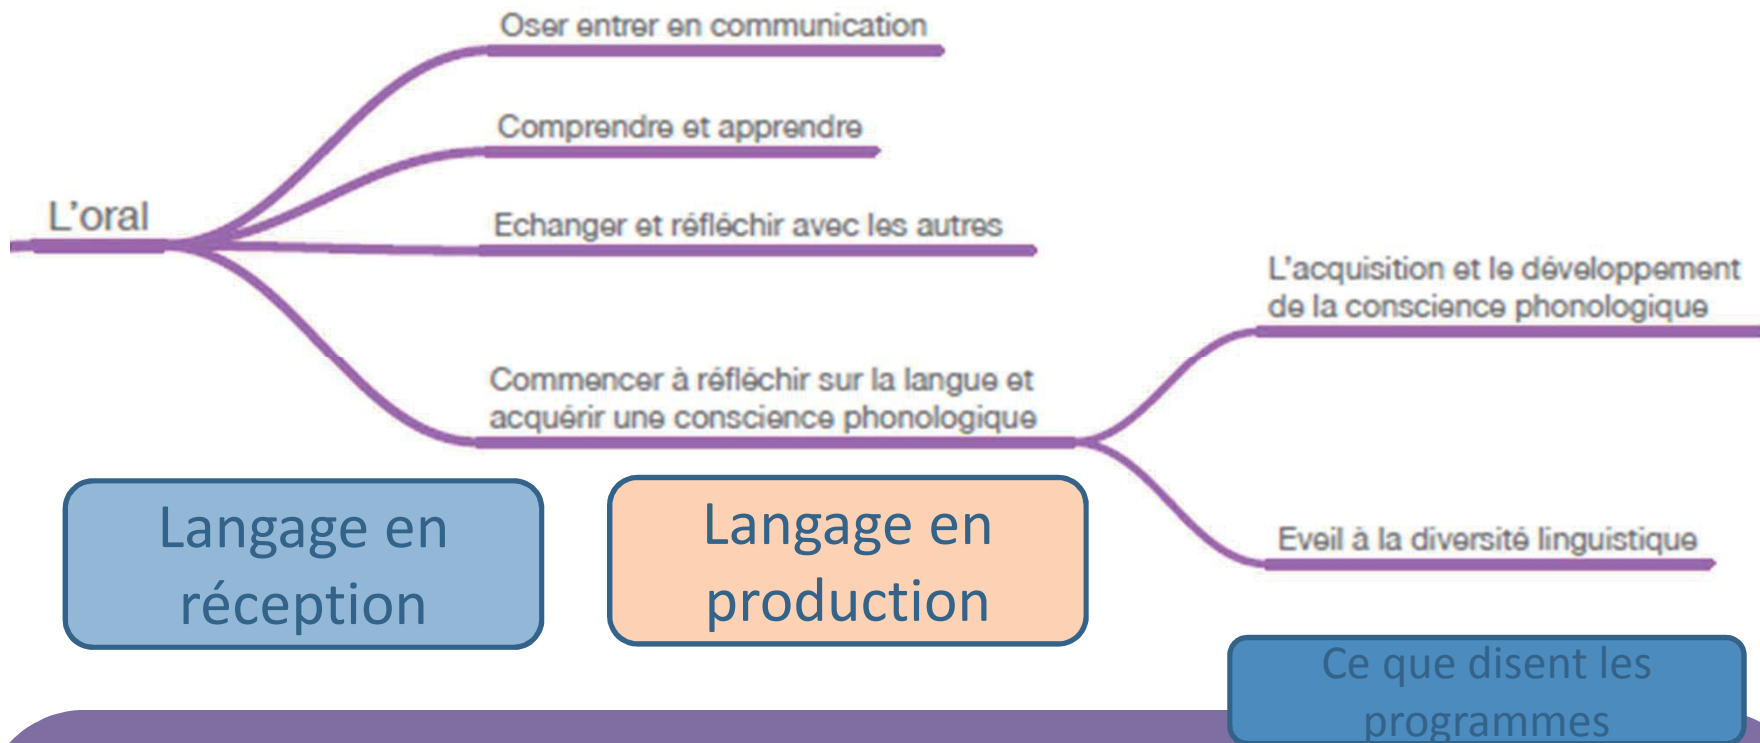 Oser entrer en communication
Comprendre et apprendre
L'oral
Echanger et réfléchir avec les autres
L'acquisition et le développement
de la conscience phonologique
Commencer à réfléchir sur la langue et
acquérir une conscience phonologique
Eveil à la diversité linguistique
Langage en
réception
Langage en
production
Ce que disent les
programmes